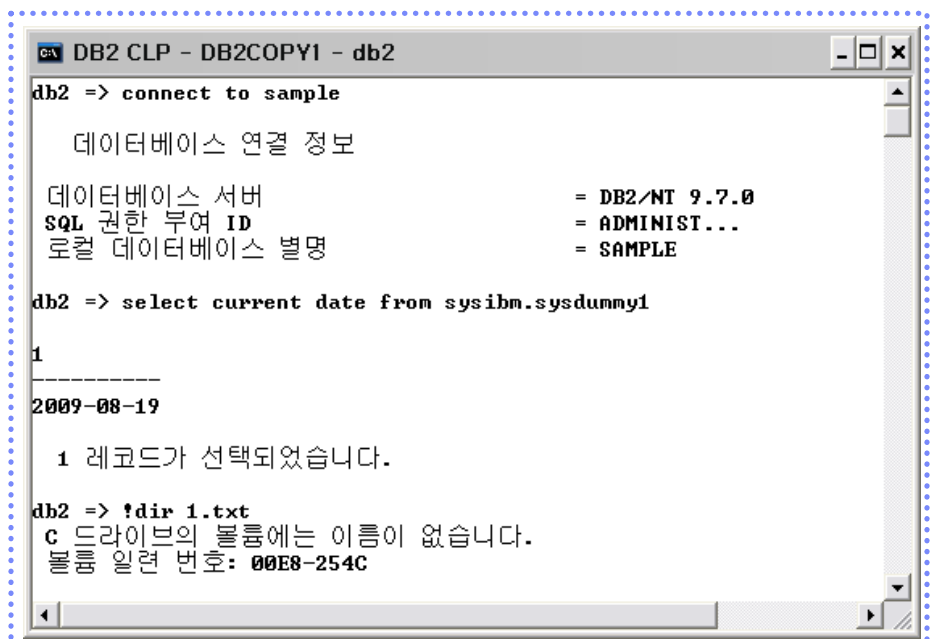 DB2 CLP - DB2COPY1 - db2
db2 => connect to sample
데이터베이스 연결 정보
데이터베이스 서버 = DB2/NT 9.7.0
SQL 권한 부여 ID = ADMINIST...
로컬 데이터베이스 별명 = SAMPLE
db2 => select current date from sysibm.sysdummy1
1
----------
2009-08-19
1 레코드가 선택되었습니다.
db2 => !dir 1.txt
C 드라이브의 볼륨에는 이름이 없습니다.
볼륨 일련 번호: 00E8-254C